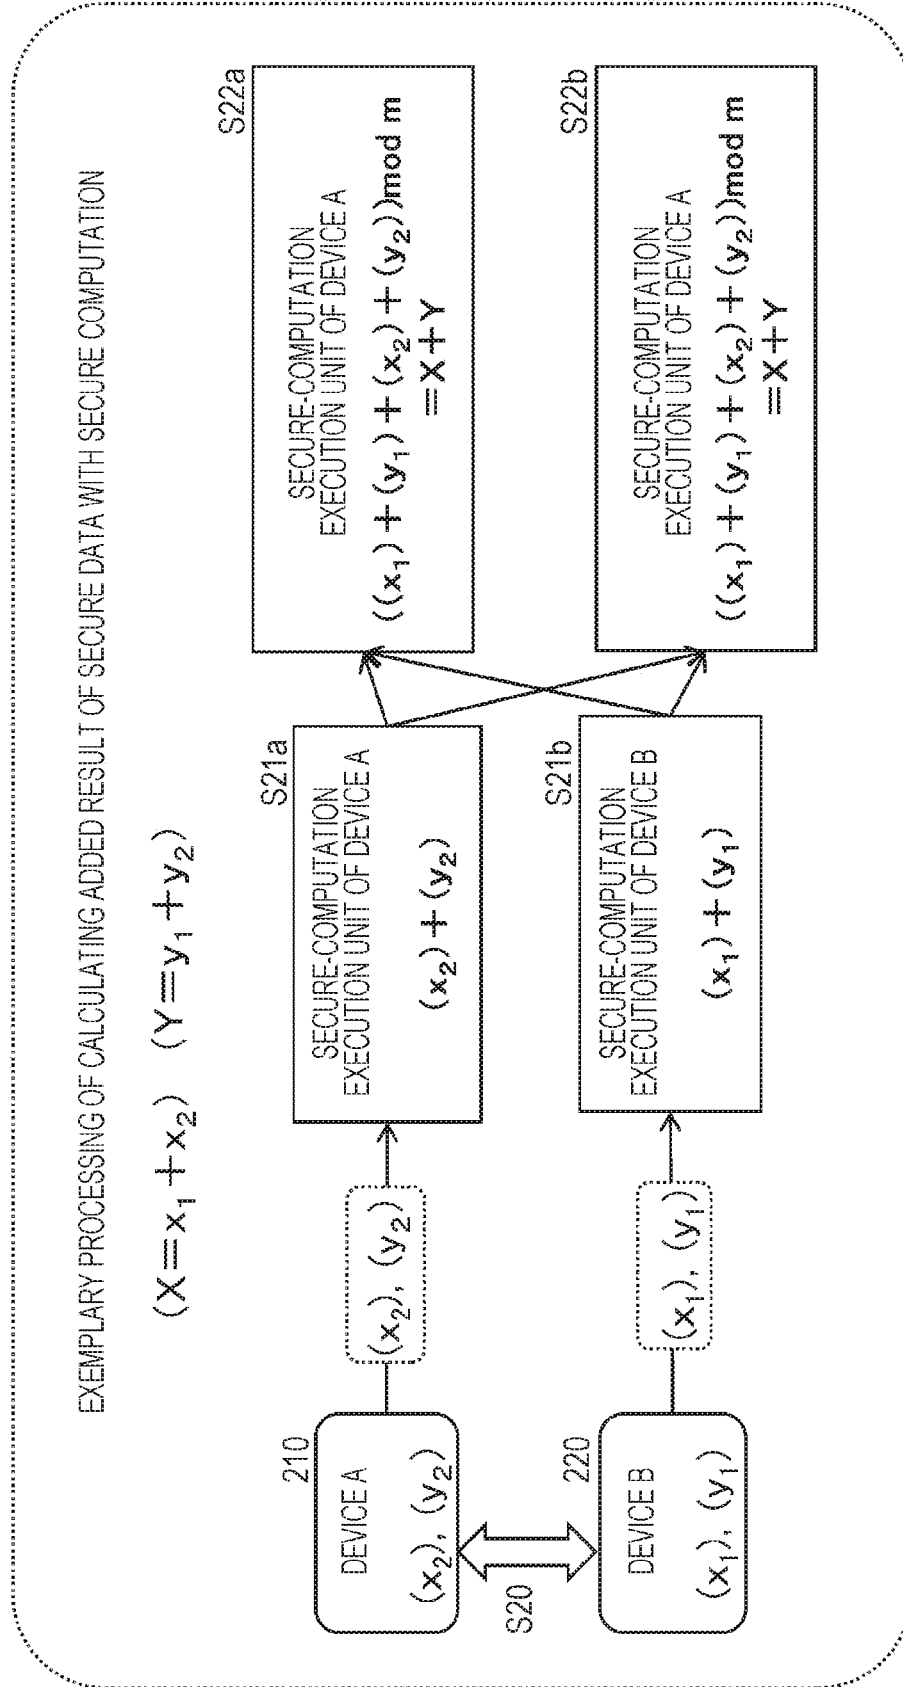 EXEMPLARY PROCESSING OF CALCULATING ADDED RESULT OF SECURE DATA WITH SECURE COMPUTATION
(X=x₁+x₂) (Y=y₁+y₂)
210
DEVICE A
(x₂), (y₂)
S20
220
DEVICE B
(x₁), (y₁)
(x₂), (y₂)
(x₁), (y₁)
S21a
SECURE-COMPUTATION
EXECUTION UNIT OF DEVICE A
(x₂)+(y₂)
S21b
SECURE-COMPUTATION
EXECUTION UNIT OF DEVICE B
(x₁)+(y₁)
S22a
SECURE-COMPUTATION
EXECUTION UNIT OF DEVICE A
((x₁)+(y₁)+(x₂)+(y₂))mod m
=X+Y
S22b
SECURE-COMPUTATION
EXECUTION UNIT OF DEVICE A
((x₁)+(y₁)+(x₂)+(y₂))mod m
=X+Y